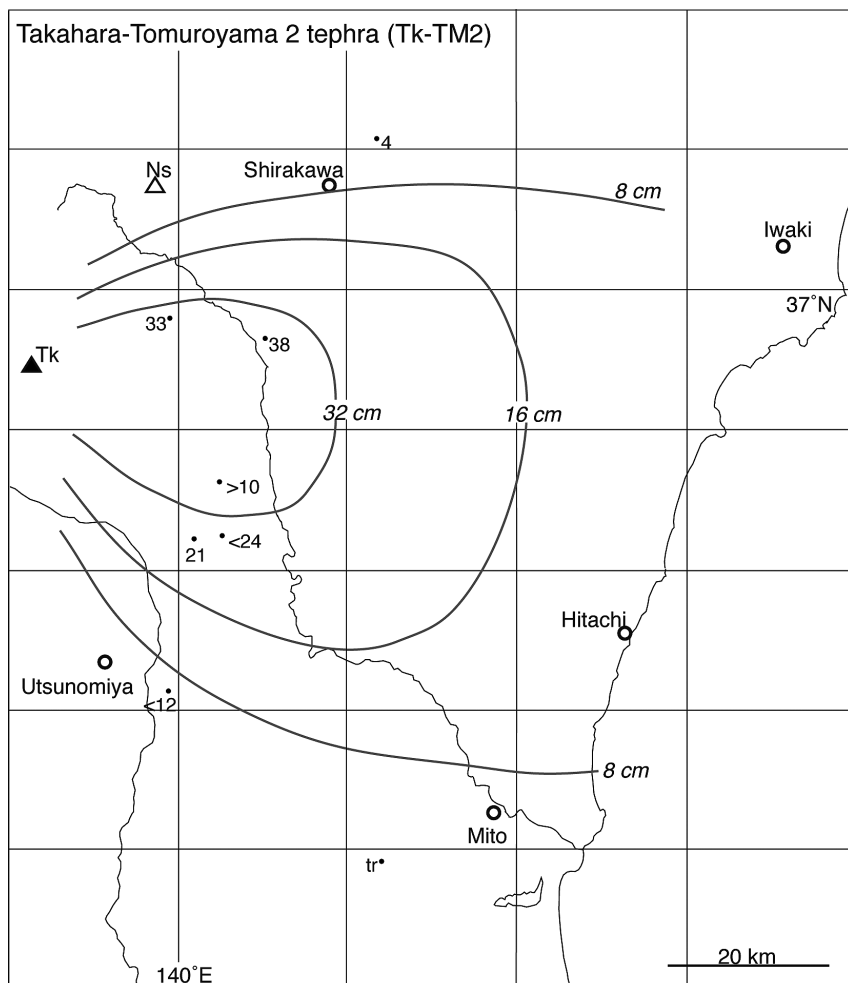 Takahara-Tomuroyama 2 tephra (Tk-TM2)
4
Ns
Shirakawa
8 cm
Iwaki
37˚N
33
38
Tk
32 cm
16 cm
>10
21
<24
Hitachi
Utsunomiya
<12
8 cm
Mito
tr
20 km
140˚E